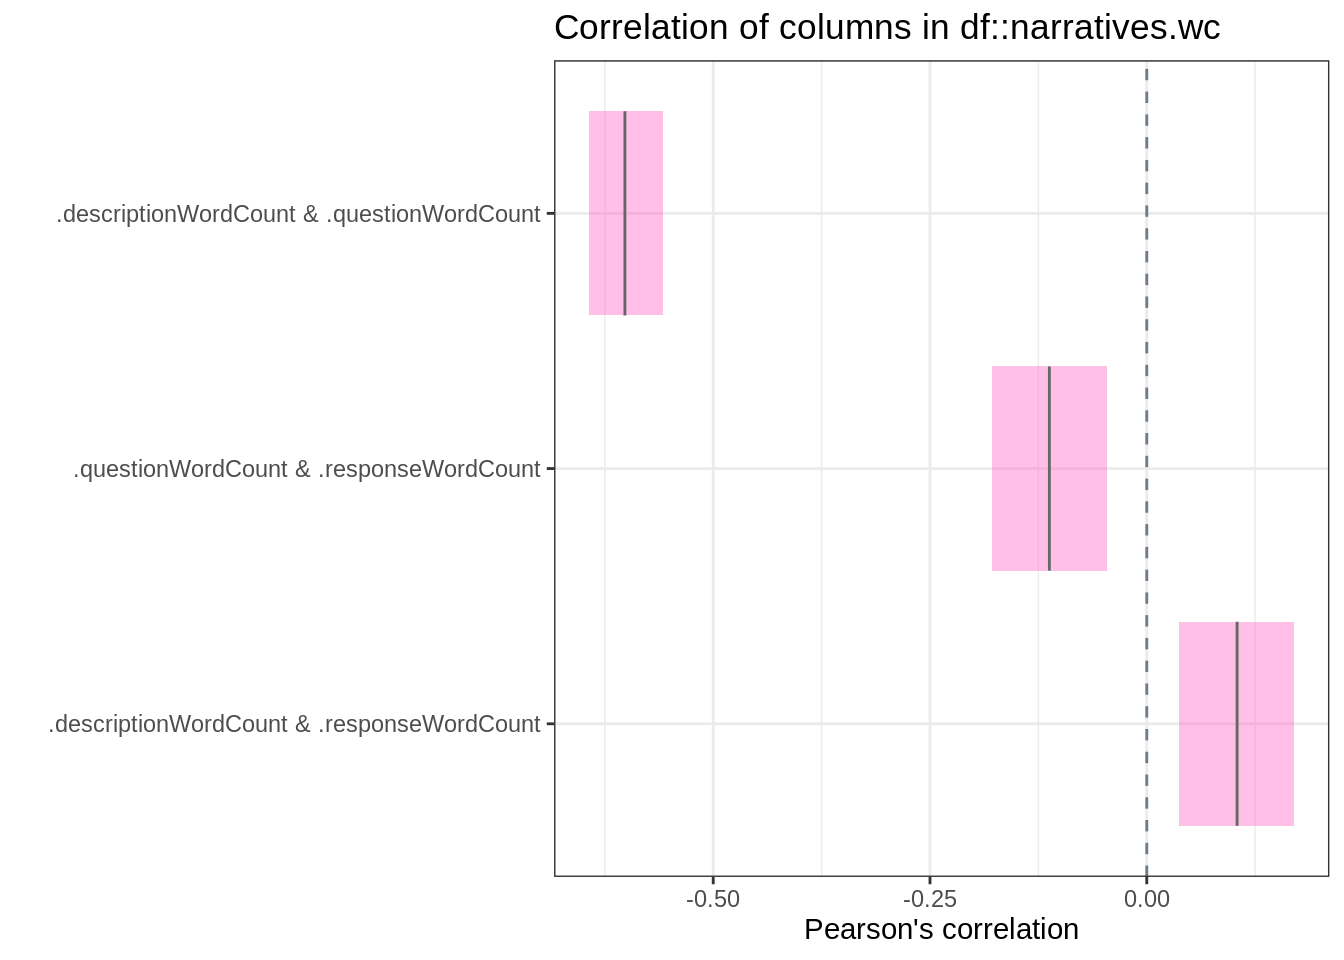 Correlation of columns in df::narratives.wc
.descriptionWordCount & .questionWordCount
.questionWordCount & .responseWordCount
.descriptionWordCount & .responseWordCount
-0.50 -0.25 0.00
Pearson's correlation